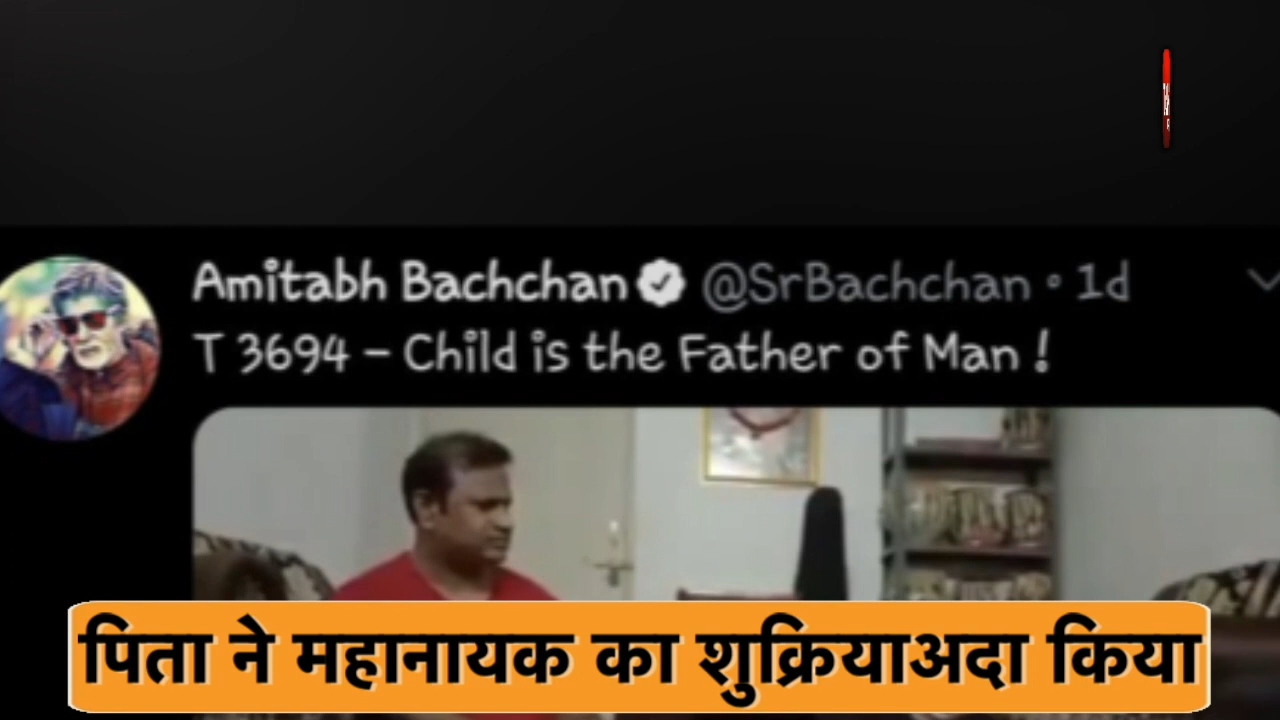 Amitabh Bachchan @SrBachchan • 1d
T 3694 – Child is the Father of Man !
पिता ने महानायक का शुक्रियाअदा किया